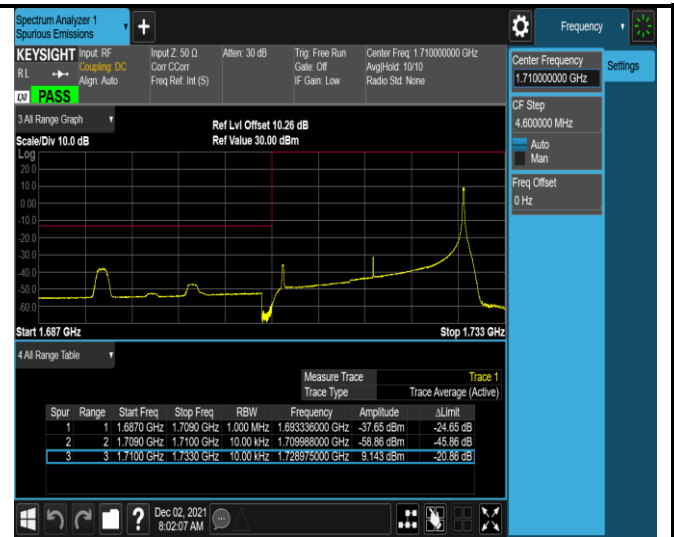 Spectrum Analyzer 1
Spurious Emissions
+
Frequency
KEYSIGHT
RL
LXI PASS
Input: RF
Coupling: DC
Align: Auto
Input Z: 50 Ω
Corr CCorr
Freq Ref: Int (S)
Atten: 30 dB
Trig: Free Run
Gate: Off
IF Gain: Low
Center Freq: 1.710000000 GHz
Avg|Hold: 10/10
Radio Std: None
Center Frequency
1.710000000 GHz
Settings
CF Step
4.600000 MHz
Auto
Man
Freq Offset
0 Hz
3 All Range Graph
Scale/Div 10.0 dB
Ref Lvl Offset 10.26 dB
Ref Value 30.00 dBm
Log
20.0
10.0
0.00
-10.0
-20.0
-30.0
-40.0
-50.0
-60.0
Start 1.687 GHz
Stop 1.733 GHz
4 All Range Table
Measure Trace Trace 1
Trace Type Trace Average (Active)
Spur Range Start Freq Stop Freq RBW Frequency Amplitude ΔLimit
1 1 1.6870 GHz 1.7090 GHz 1.000 MHz 1.693336000 GHz -37.65 dBm -24.65 dB
2 2 1.7090 GHz 1.7100 GHz 10.00 kHz 1.709988000 GHz -58.86 dBm -45.86 dB
3 3 1.7100 GHz 1.7330 GHz 10.00 kHz 1.728975000 GHz 9.143 dBm -20.86 dB
?
Dec 02, 2021
8:02:07 AM